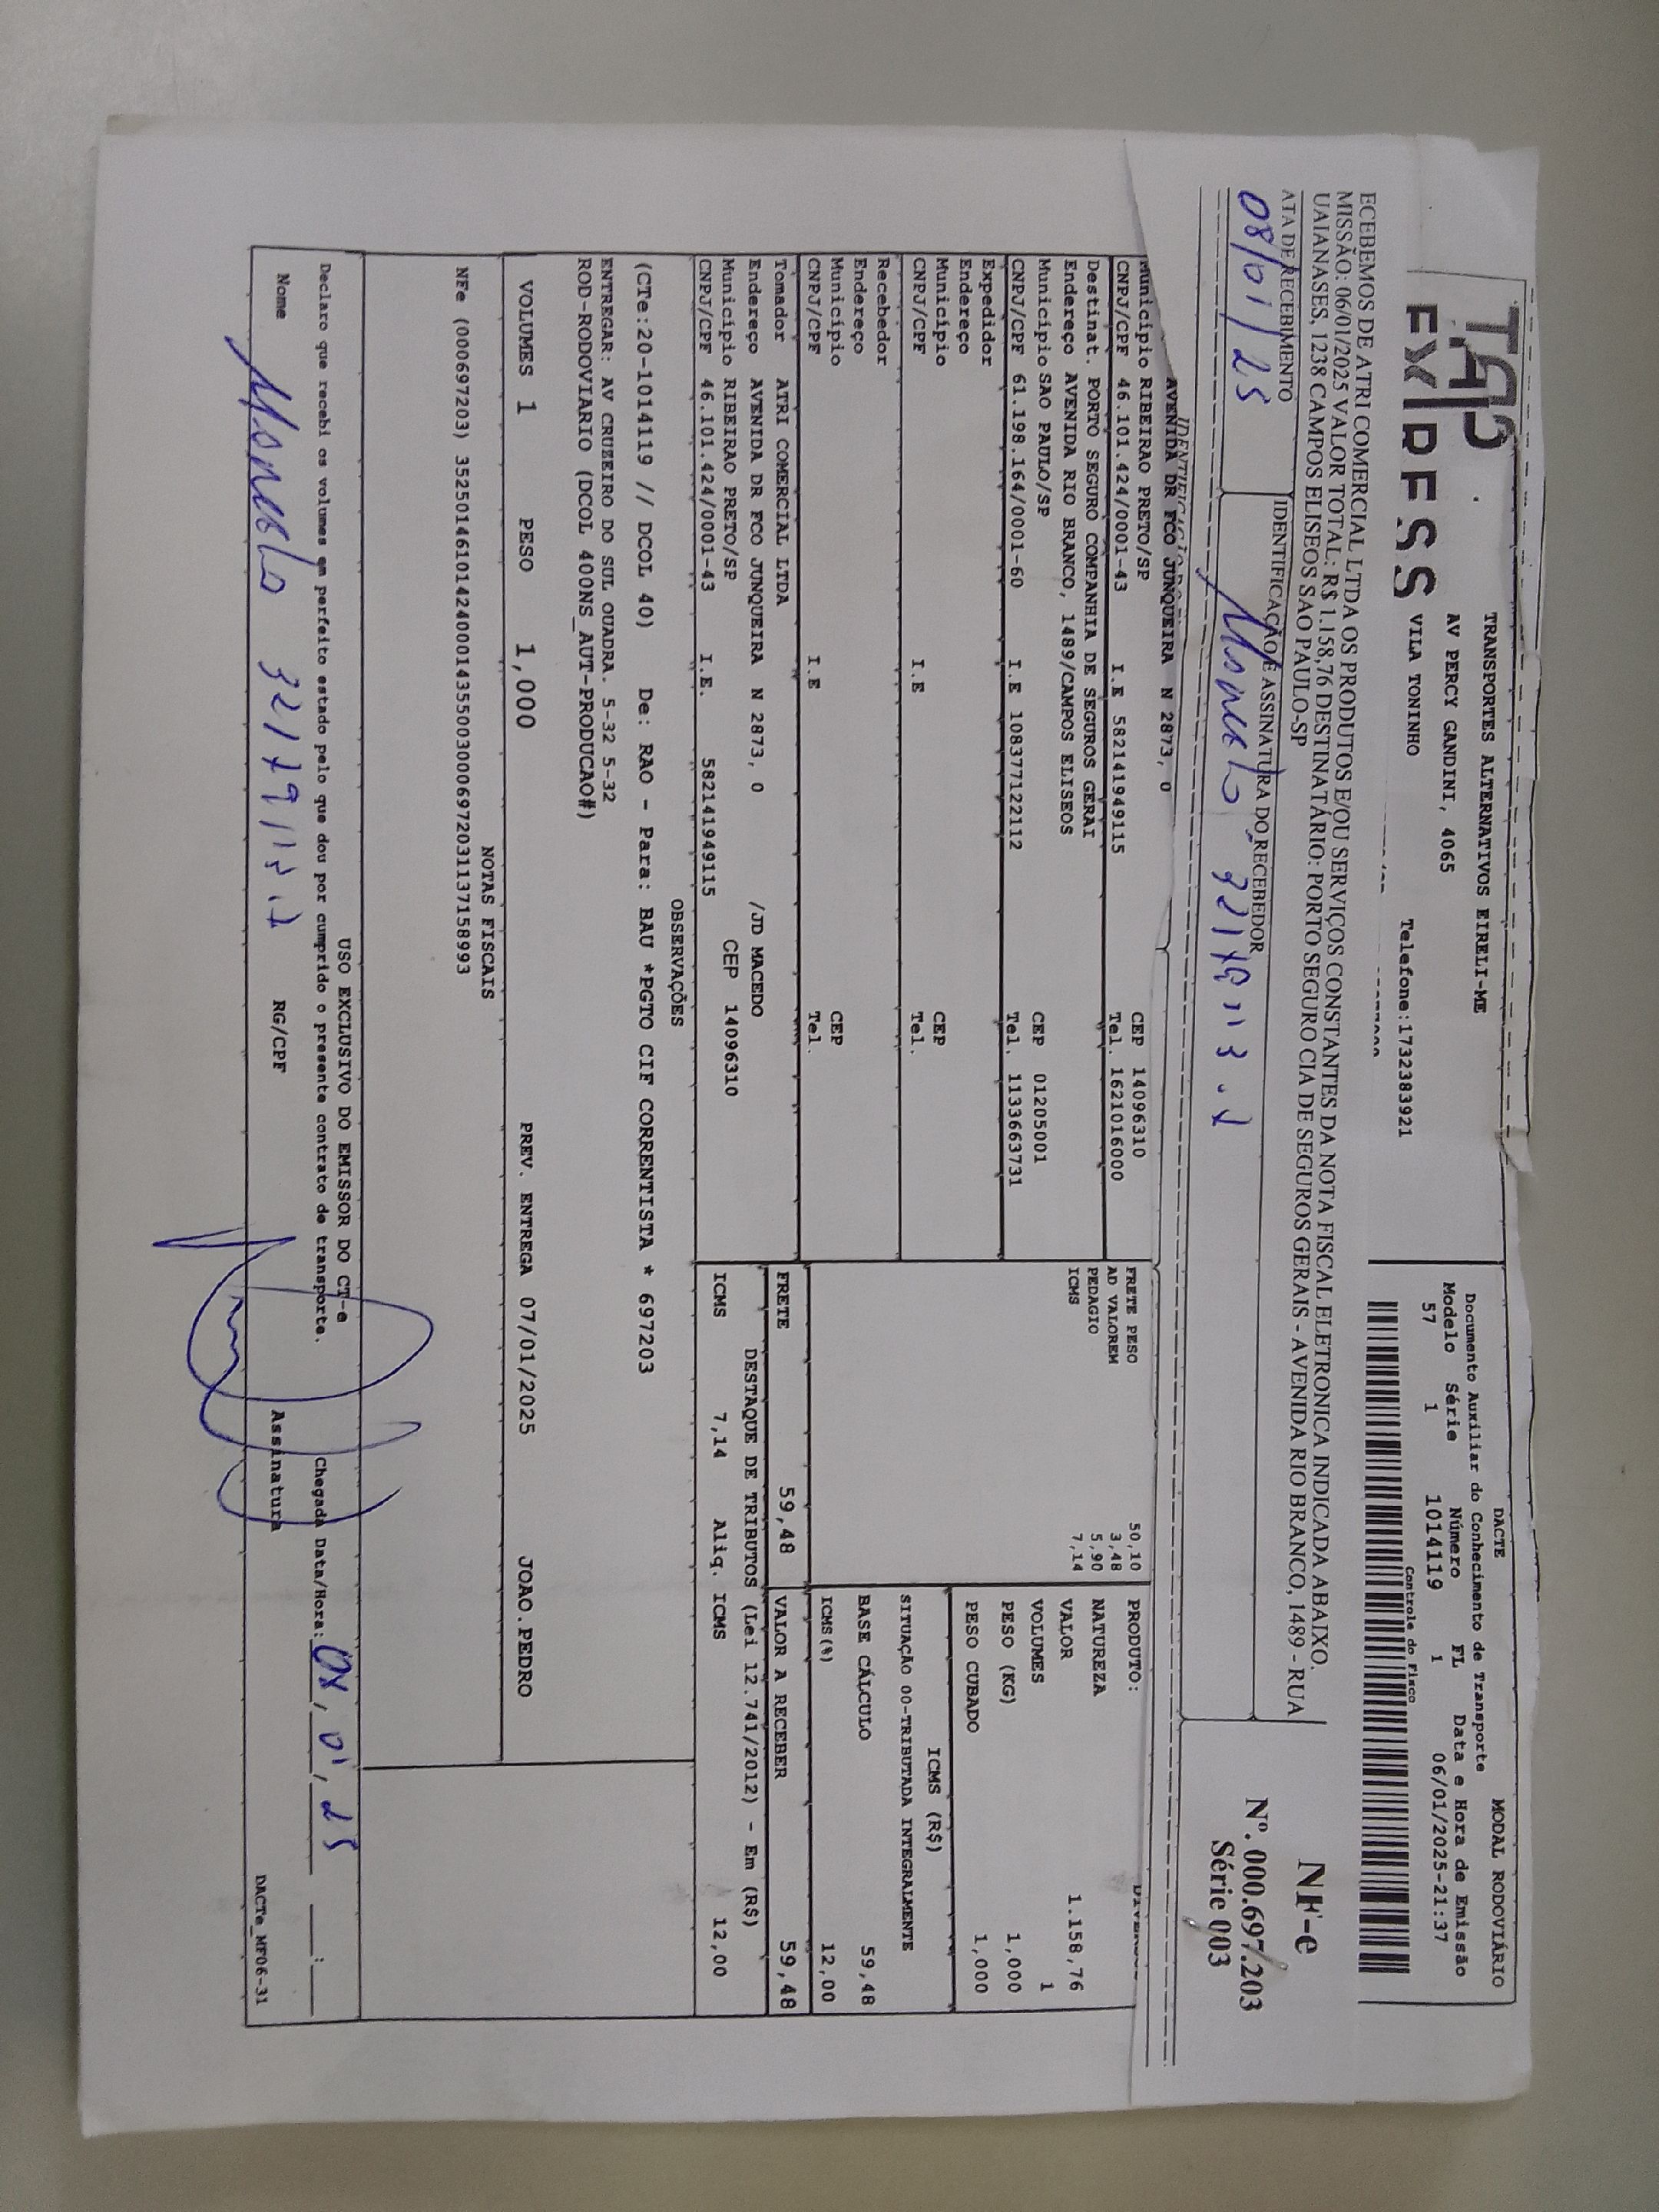 TAP
EXPRESS
TRANSPORTES ALTERNATIVOS EIRELI-ME
AV PERCY GANDINI, 4065
VILA TONINHO
Telefone:1732383921
DACTE
MODAL RODOVIÁRIO
Documento Auxiliar do Conhecimento de Transporte
Modelo Série Número FL Data e Hora de Emissão
57 1 1014119 1 06/01/2025-21:37
Controle do Fisco
ECEBEMOS DE ATRI COMERCIAL LTDA OS PRODUTOS E/OU SERVIÇOS CONSTANTES DA NOTA FISCAL ELETRONICA INDICADA ABAIXO.
MISSÃO: 06/01/2025 VALOR TOTAL: R$ 1.158,76 DESTINATÁRIO: PORTO SEGURO CIA DE SEGUROS GERAIS - AVENIDA RIO BRANCO, 1489 - RUA
UAIANASES, 1238 CAMPOS ELISEOS SAO PAULO-SP
ATA DE RECEBIMENTO
IDENTIFICAÇÃO E ASSINATURA DO RECEBEDOR
08/01/25
NF-e
Nº. 000.697.203
Série 003
AVENIDA DR FCO JUNQUEIRA N 2873, 0
Município RIBEIRAO PRETO/SP CEP 14096310
CNPJ/CPF 46.101.424/0001-43 I.E 582141949115 Tel. 1621016000
Destinat. PORTO SEGURO COMPANHIA DE SEGUROS GERAI
Endereço AVENIDA RIO BRANCO, 1489/CAMPOS ELISEOS
Município SAO PAULO/SP CEP 01205001
CNPJ/CPF 61.198.164/0001-60 I.E 108377122112 Tel. 1133663731
Expedidor
Endereço
Município CEP
CNPJ/CPF I.E Tel.
Recebedor
Endereço
Município CEP
CNPJ/CPF I.E Tel.
Tomador ATRI COMERCIAL LTDA
Endereço AVENIDA DR FCO JUNQUEIRA N 2873, 0 /JD MACEDO
Município RIBEIRAO PRETO/SP CEP 14096310
CNPJ/CPF 46.101.424/0001-43 I.E. 582141949115
FRETE PESO 50,10
AD VALOREM 3,48
PEDAGIO 5,90
ICMS 7,14
PRODUTO:
NATUREZA
VALOR 1.158,76
VOLUMES 1
PESO (KG) 1,000
PESO CUBADO 1,000
ICMS (R$)
SITUAÇÃO 00-TRIBUTADA INTEGRALMENTE
BASE CÁLCULO 59,48
ICMS(%) 12,00
FRETE 59,48 VALOR A RECEBER 59,48
DESTAQUE DE TRIBUTOS (Lei 12.741/2012) - Em (R$)
ICMS 7,14 Aliq. ICMS 12,00
OBSERVAÇÕES
(CTe:20-1014119 // DCOL 40) De: RAO - Para: BAU *PGTO CIF CORRENTISTA * 697203
ENTREGAR: AV CRUZEIRO DO SUL QUADRA. 5-32 5-32
ROD-RODOVIARIO (DCOL 400NS_AUT-PRODUCAO#)
VOLUMES 1 PESO 1,000 PREV. ENTREGA 07/01/2025 JOAO.PEDRO
NOTAS FISCAIS
NFe (000697203) 35250146101424000143550030006972031137158993
USO EXCLUSIVO DO EMISSOR DO CT-e
Declaro que recebi os volumes em perfeito estado pelo que dou por cumprido o presente contrato de transporte. Chegada Data/Hora: 08/01/25 :
Nome RG/CPF Assinatura
DACTe_MF06-31